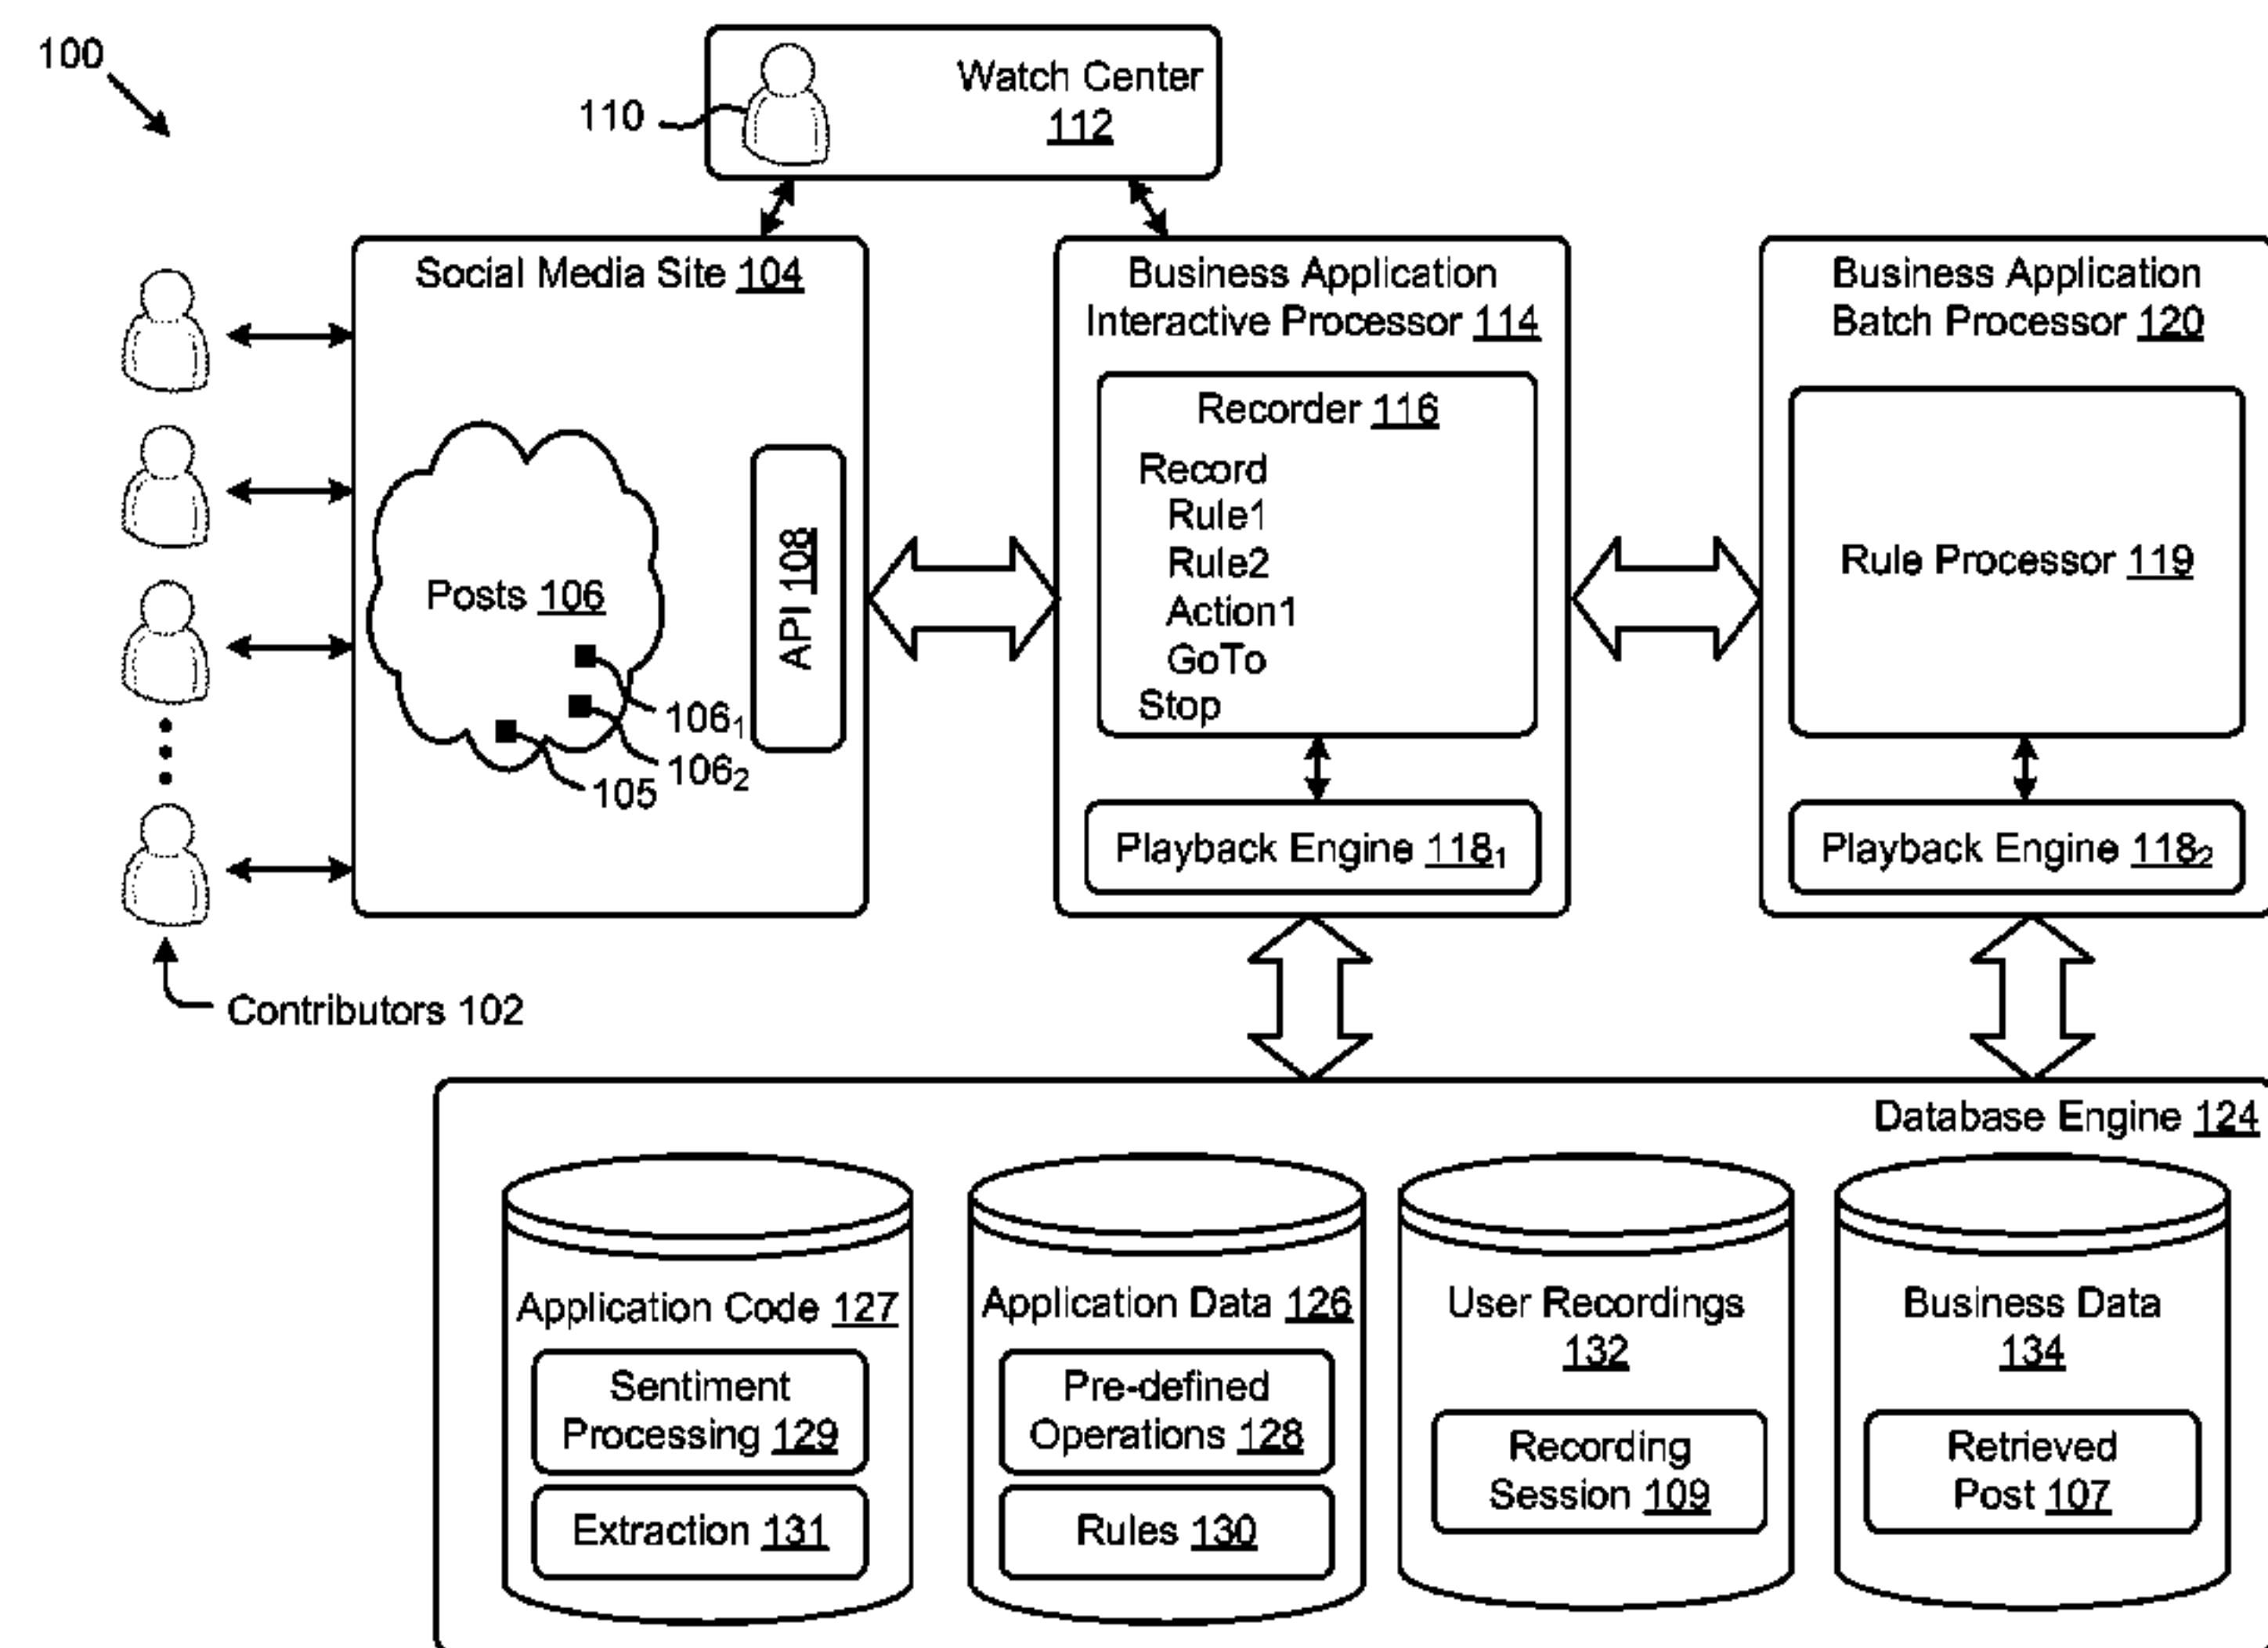 100
110
Watch Center
112
Social Media Site 104
Posts 106
API 108
106₁
106₂
105
Contributors 102
Business Application
Interactive Processor 114
Recorder 116
Record
Rule1
Rule2
Action1
GoTo
Stop
Playback Engine 118₁
Business Application
Batch Processor 120
Rule Processor 119
Playback Engine 118₂
Database Engine 124
Application Code 127
Sentiment
Processing 129
Extraction 131
Application Data 126
Pre-defined
Operations 128
Rules 130
User Recordings
132
Recording
Session 109
Business Data
134
Retrieved
Post 107